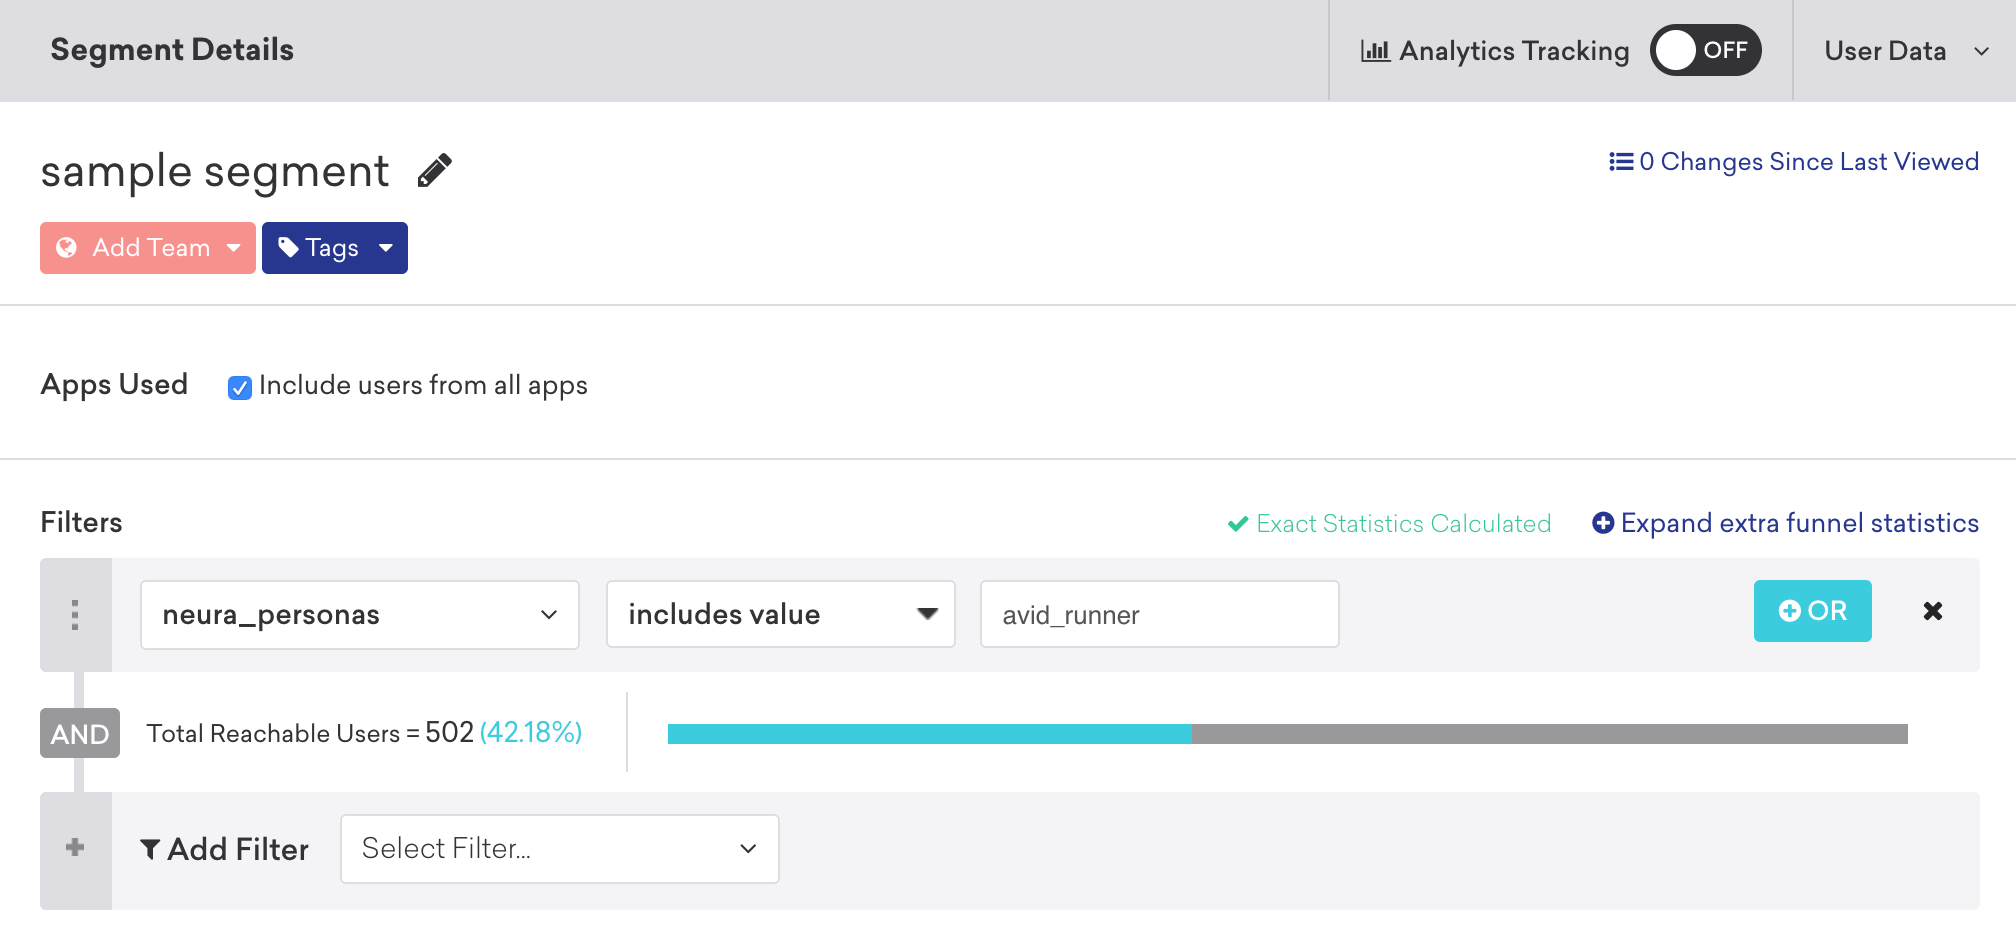 Segment Details
Analytics Tracking OFF
User Data
sample segment
0 Changes Since Last Viewed
Add Team
Tags
Apps Used
Include users from all apps
Filters
Exact Statistics Calculated
Expand extra funnel statistics
neura_personas
includes value
avid_runner
OR
AND
Total Reachable Users = 502 (42.18%)
Add Filter
Select Filter...